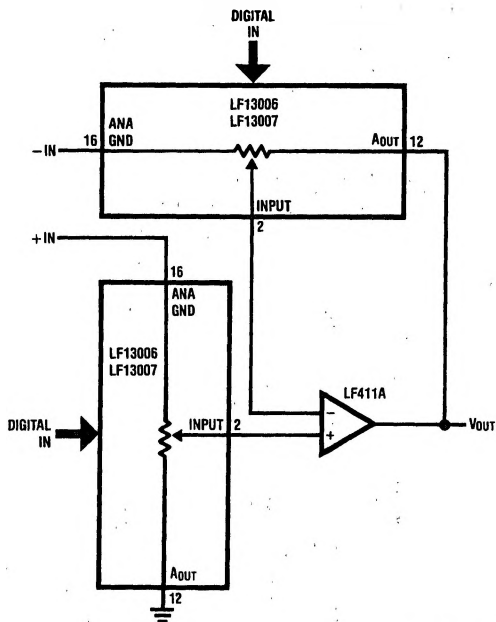 DIGITAL
IN
LF13006
LF13007
ANA
GND
16
– IN
AOUT
12
INPUT
2
+ IN
16
ANA
GND
LF13006
LF13007
DIGITAL
IN
INPUT
2
LF411A
–
+
VOUT
AOUT
12